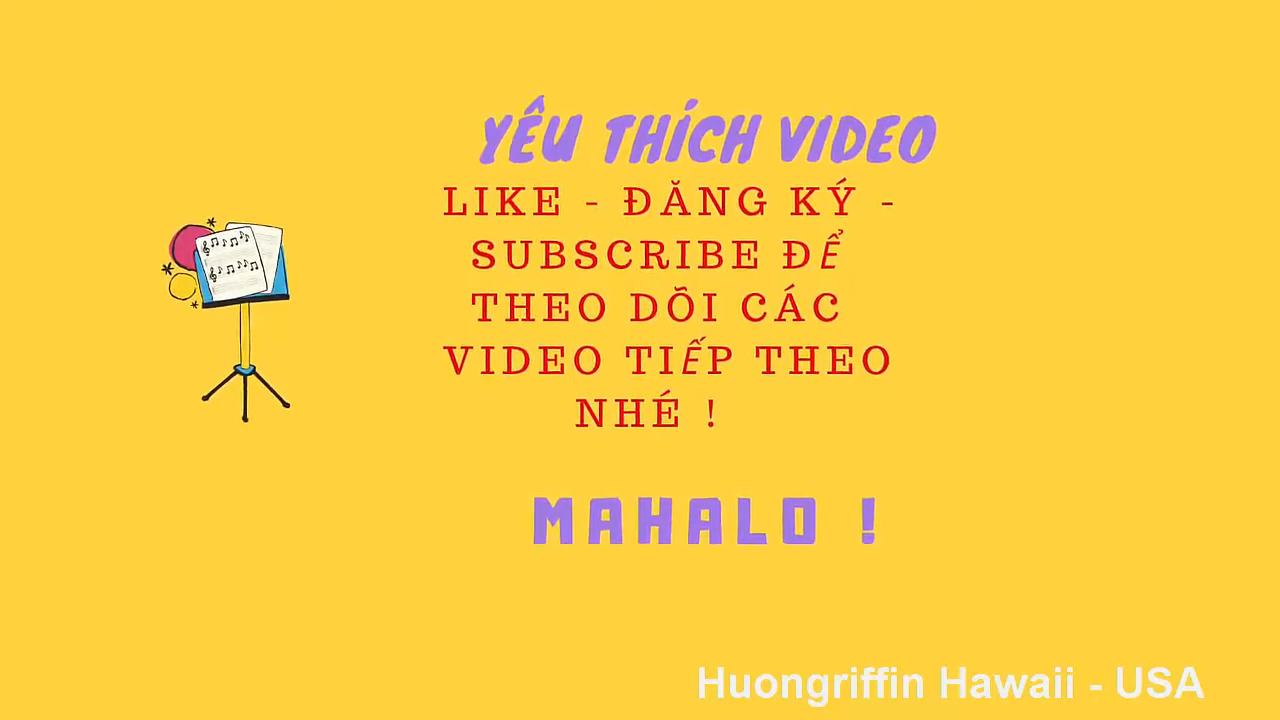 YÊU THÍCH VIDEO
LIKE - ĐĂNG KÝ -
SUBSCRIBE ĐỂ
THEO DÕI CÁC
VIDEO TIẾP THEO
NHÉ !
MAHALO !
Huongriffin Hawaii - USA